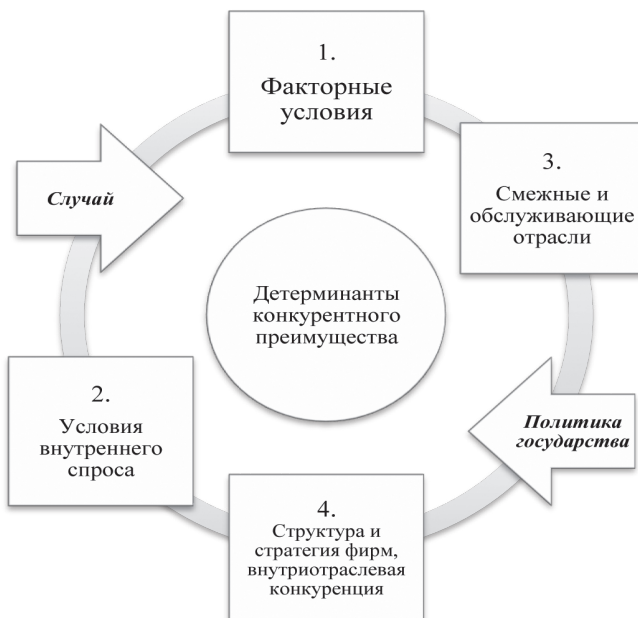 1.
Факторные
условия
3.
Смежные и
обслуживающие
отрасли
Случай
Детерминанты
конкурентного
преимущества
2.
Условия
внутреннего
спроса
Политика
государства
4.
Структура и
стратегия фирм,
внутриотраслевая
конкуренция